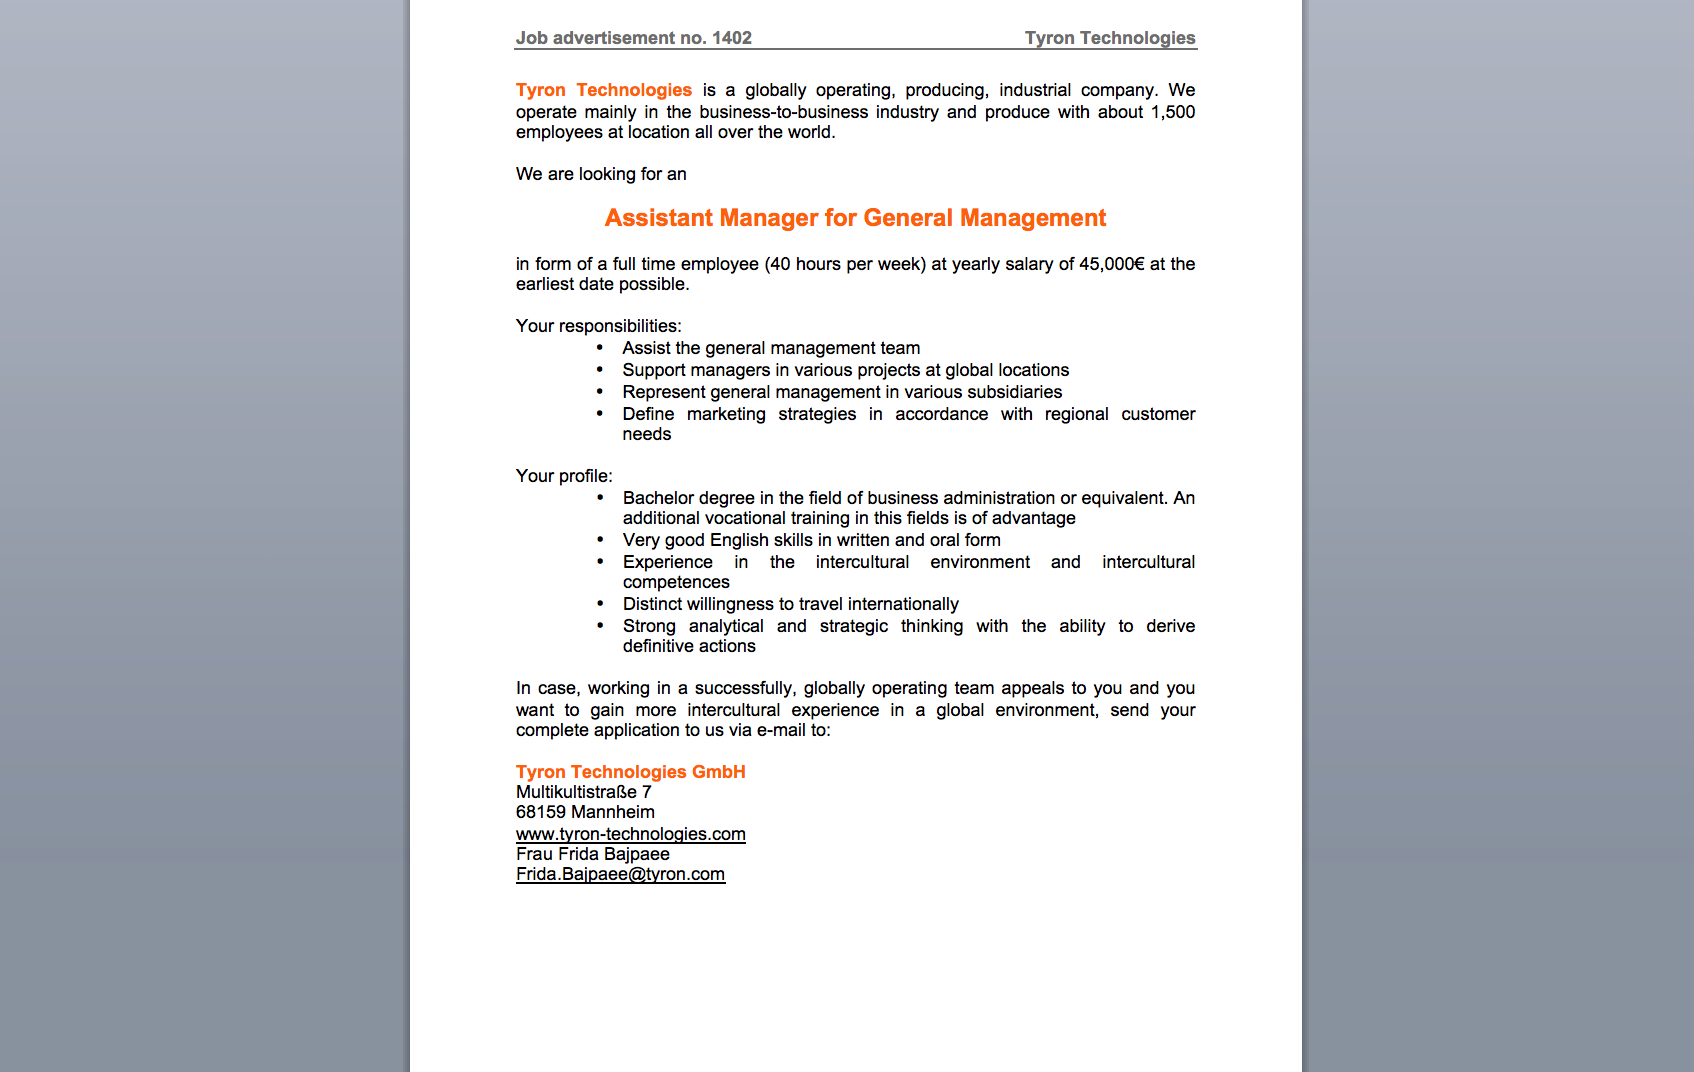 Job advertisement no. 1402 Tyron Technologies
Tyron Technologies is a globally operating, producing, industrial company. We
operate mainly in the business-to-business industry and produce with about 1,500
employees at location all over the world.
We are looking for an
Assistant Manager for General Management
in form of a full time employee (40 hours per week) at yearly salary of 45,000€ at the
earliest date possible.
Your responsibilities:
• Assist the general management team
• Support managers in various projects at global locations
• Represent general management in various subsidiaries
• Define marketing strategies in accordance with regional customer
needs
Your profile:
• Bachelor degree in the field of business administration or equivalent. An
additional vocational training in this fields is of advantage
• Very good English skills in written and oral form
• Experience in the intercultural environment and intercultural
competences
• Distinct willingness to travel internationally
• Strong analytical and strategic thinking with the ability to derive
definitive actions
In case, working in a successfully, globally operating team appeals to you and you
want to gain more intercultural experience in a global environment, send your
complete application to us via e-mail to:
Tyron Technologies GmbH
Multikultistraße 7
68159 Mannheim
www.tyron-technologies.com
Frau Frida Bajpaee
Frida.Bajpaee@tyron.com